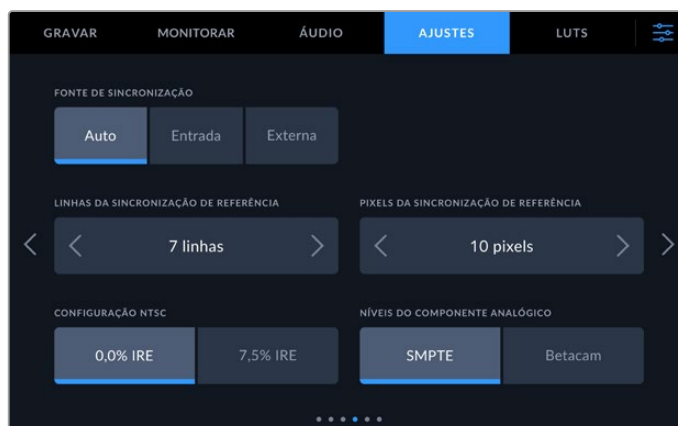 GRAVAR MONITORAR ÁUDIO AJUSTES LUTS
FONTE DE SINCRONIZAÇÃO
Auto Entrada Externa
LINHAS DA SINCRONIZAÇÃO DE REFERÊNCIA PIXELS DA SINCRONIZAÇÃO DE REFERÊNCIA
7 linhas 10 pixels
CONFIGURAÇÃO NTSC NÍVEIS DO COMPONENTE ANALÓGICO
0,0% IRE 7,5% IRE SMPTE Betacam